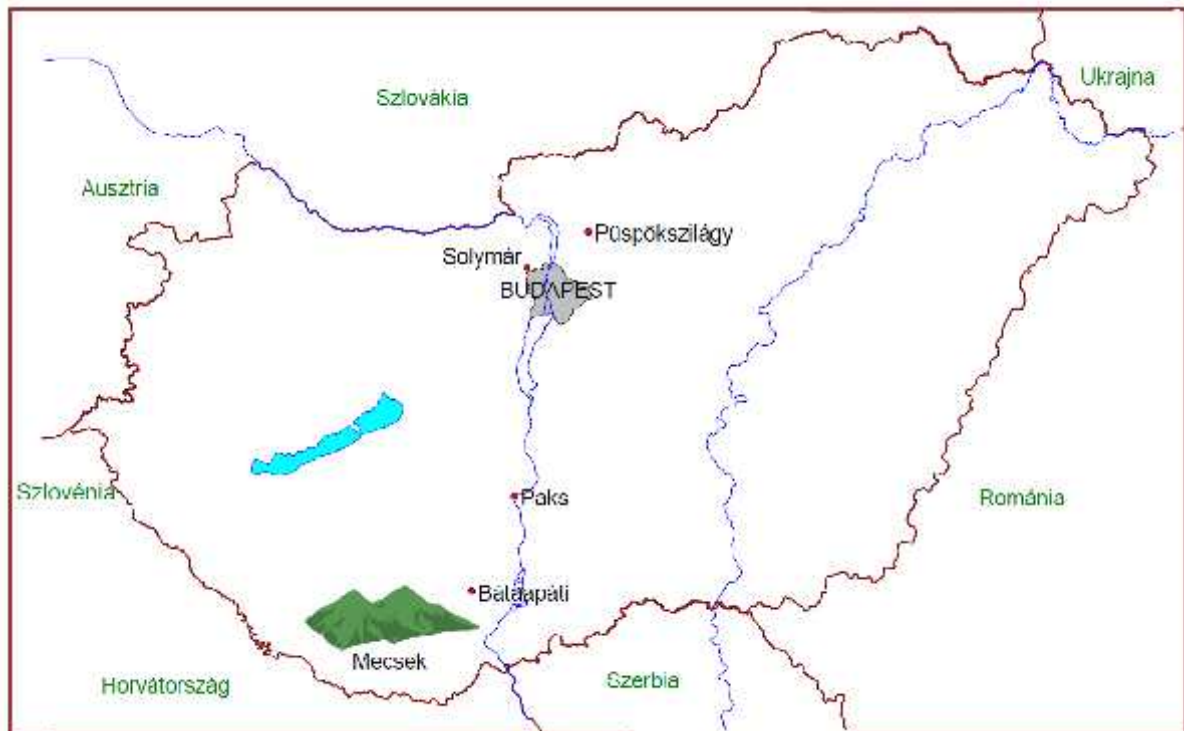 Ukrajna
Szlovákia
Ausztria
Püspökszilágy
Solymár
BUDAPEST
Szlovénia
Paks
Románia
Bátaapáti
Mecsek
Horvátország
Szerbia